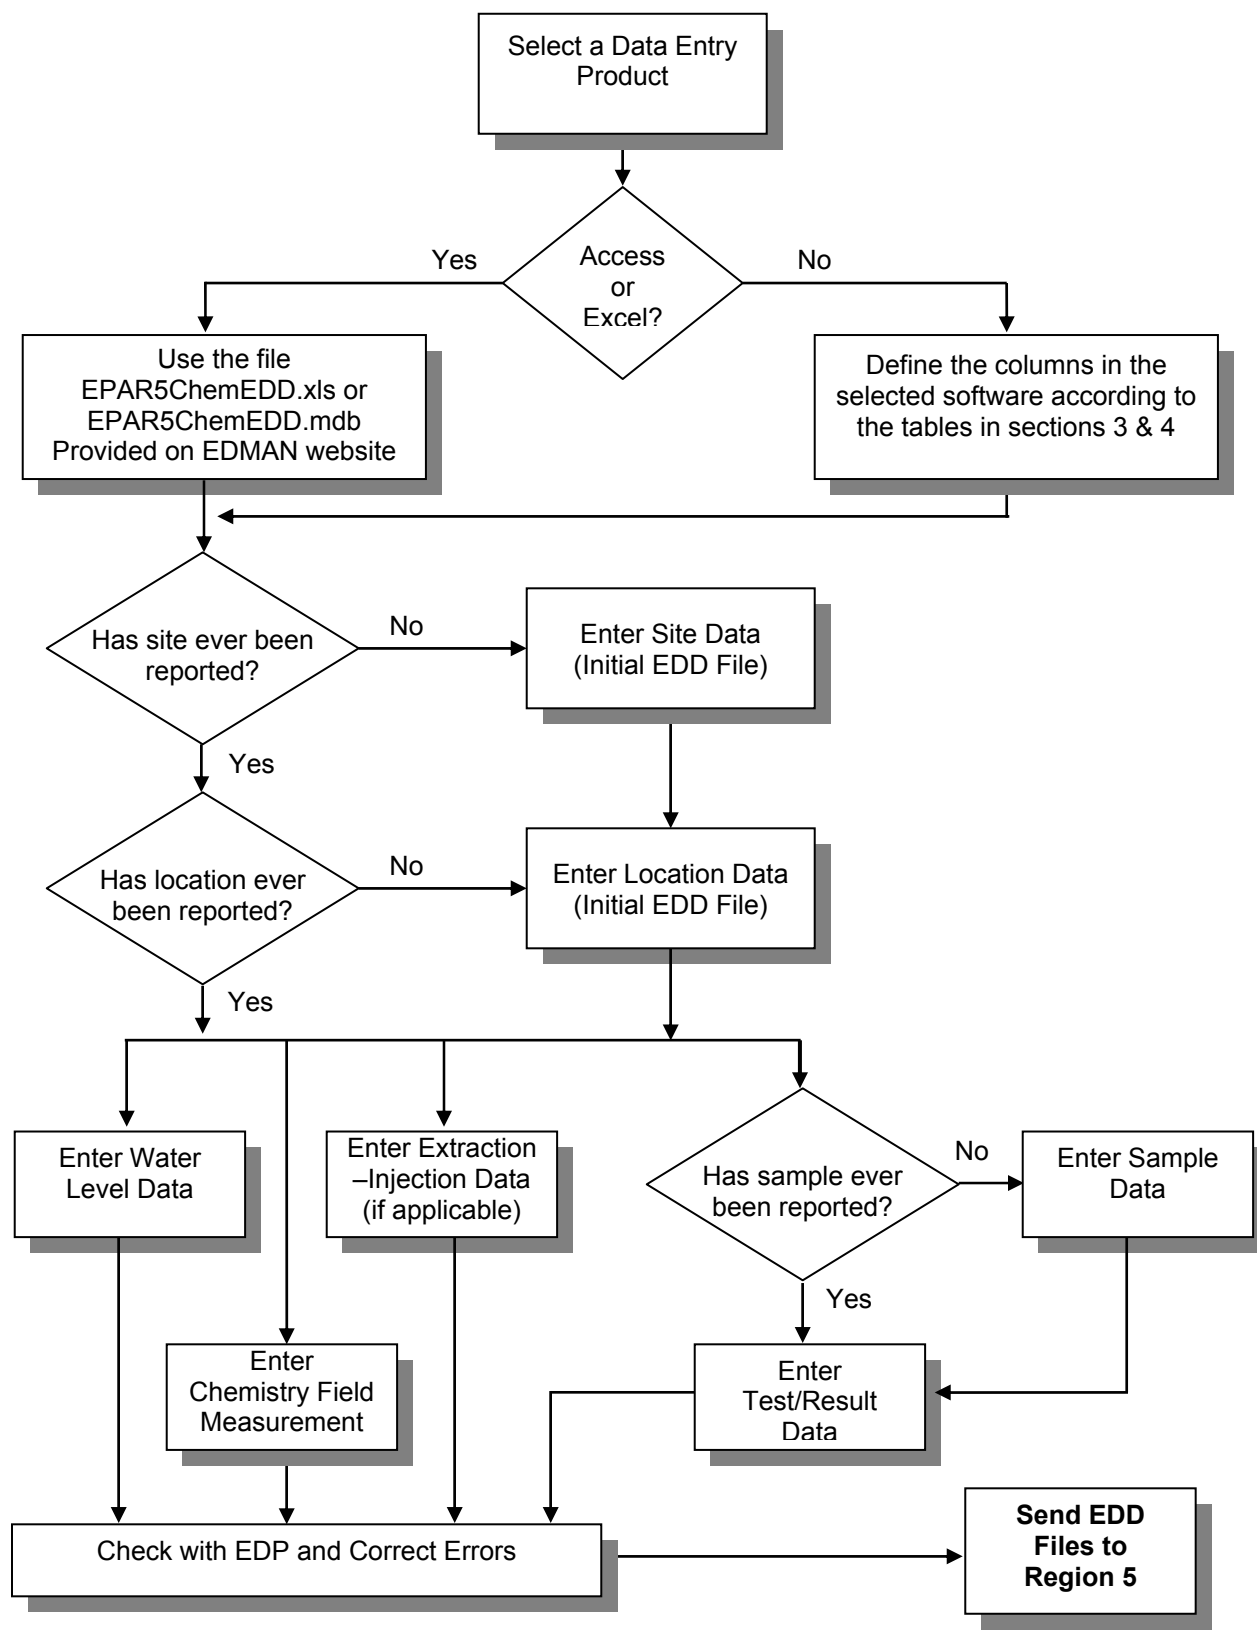 Select a Data Entry
Product
Access
or
Excel?
Yes
No
Use the file
EPAR5ChemEDD.xls or
EPAR5ChemEDD.mdb
Provided on EDMAN website
Define the columns in the
selected software according to
the tables in sections 3 & 4
Has site ever been
reported?
No
Enter Site Data
(Initial EDD File)
Yes
Has location ever
been reported?
No
Enter Location Data
(Initial EDD File)
Yes
Enter Water
Level Data
Enter Extraction
–Injection Data
(if applicable)
Has sample ever
been reported?
No
Enter Sample
Data
Yes
Enter
Chemistry Field
Measurement
Enter
Test/Result
Data
Check with EDP and Correct Errors
Send EDD
Files to
Region 5